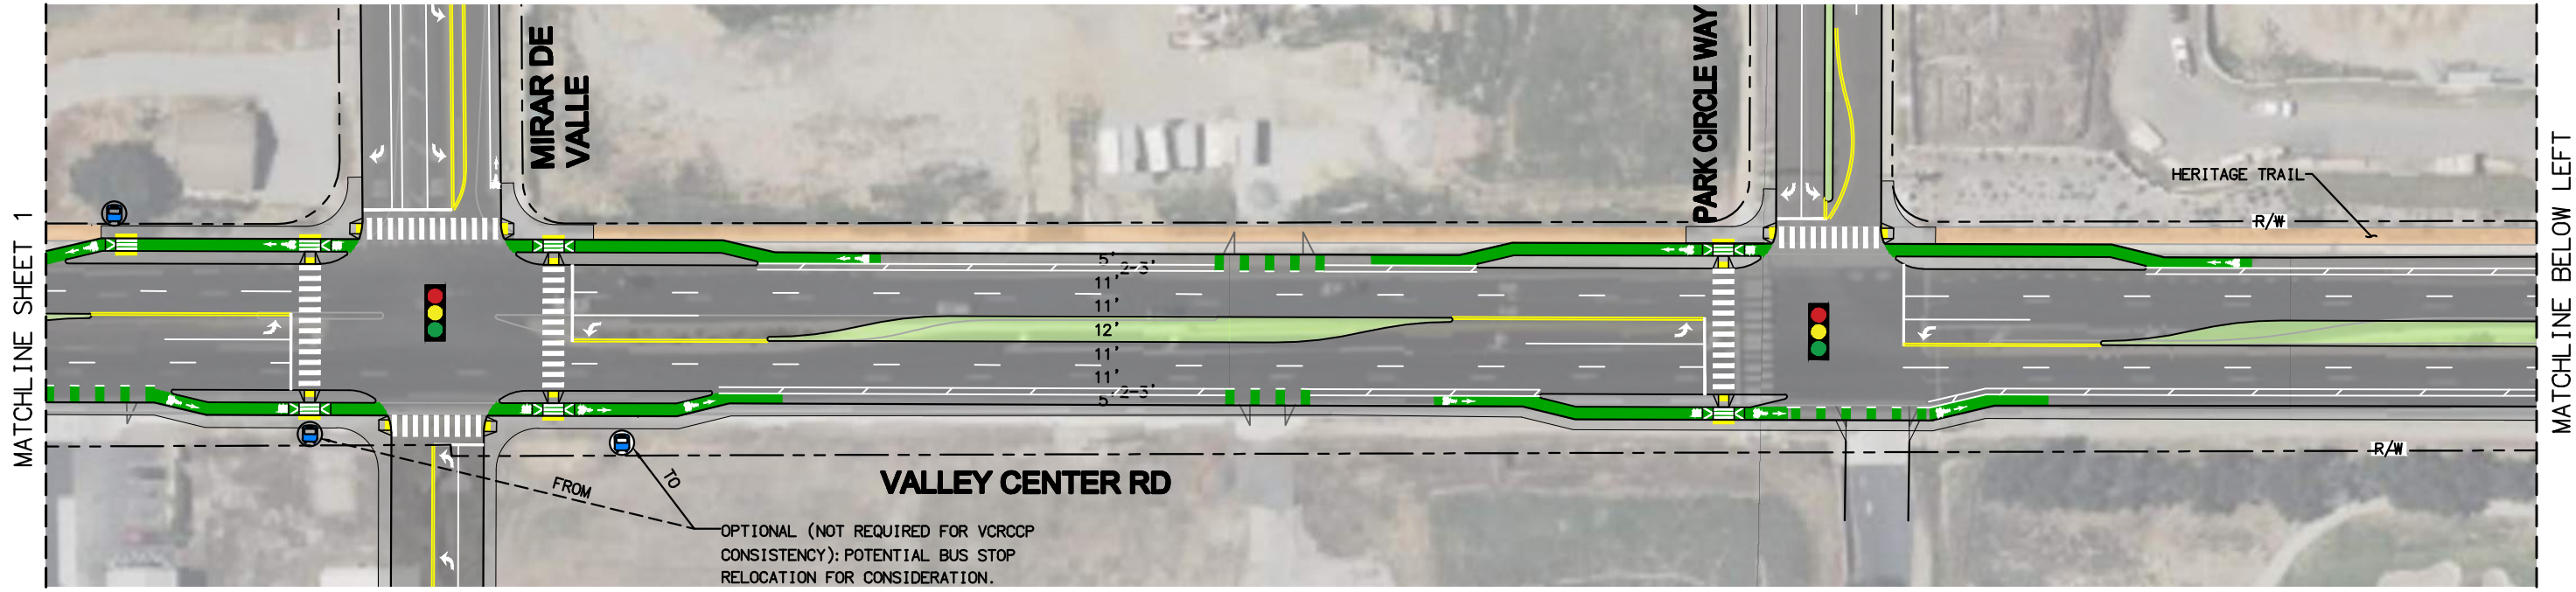 MATCHLINE SHEET 1
MIRAR DE
VALLE
PARK CIRCLE WAY
HERITAGE TRAIL
R/W
MATCHLINE BELOW LEFT
5'
2-3'
11'
11'
12'
11'
11'
2-3'
5'
R/W
FROM
TO
VALLEY CENTER RD
OPTIONAL (NOT REQUIRED FOR VCRCCP
CONSISTENCY): POTENTIAL BUS STOP
RELOCATION FOR CONSIDERATION.